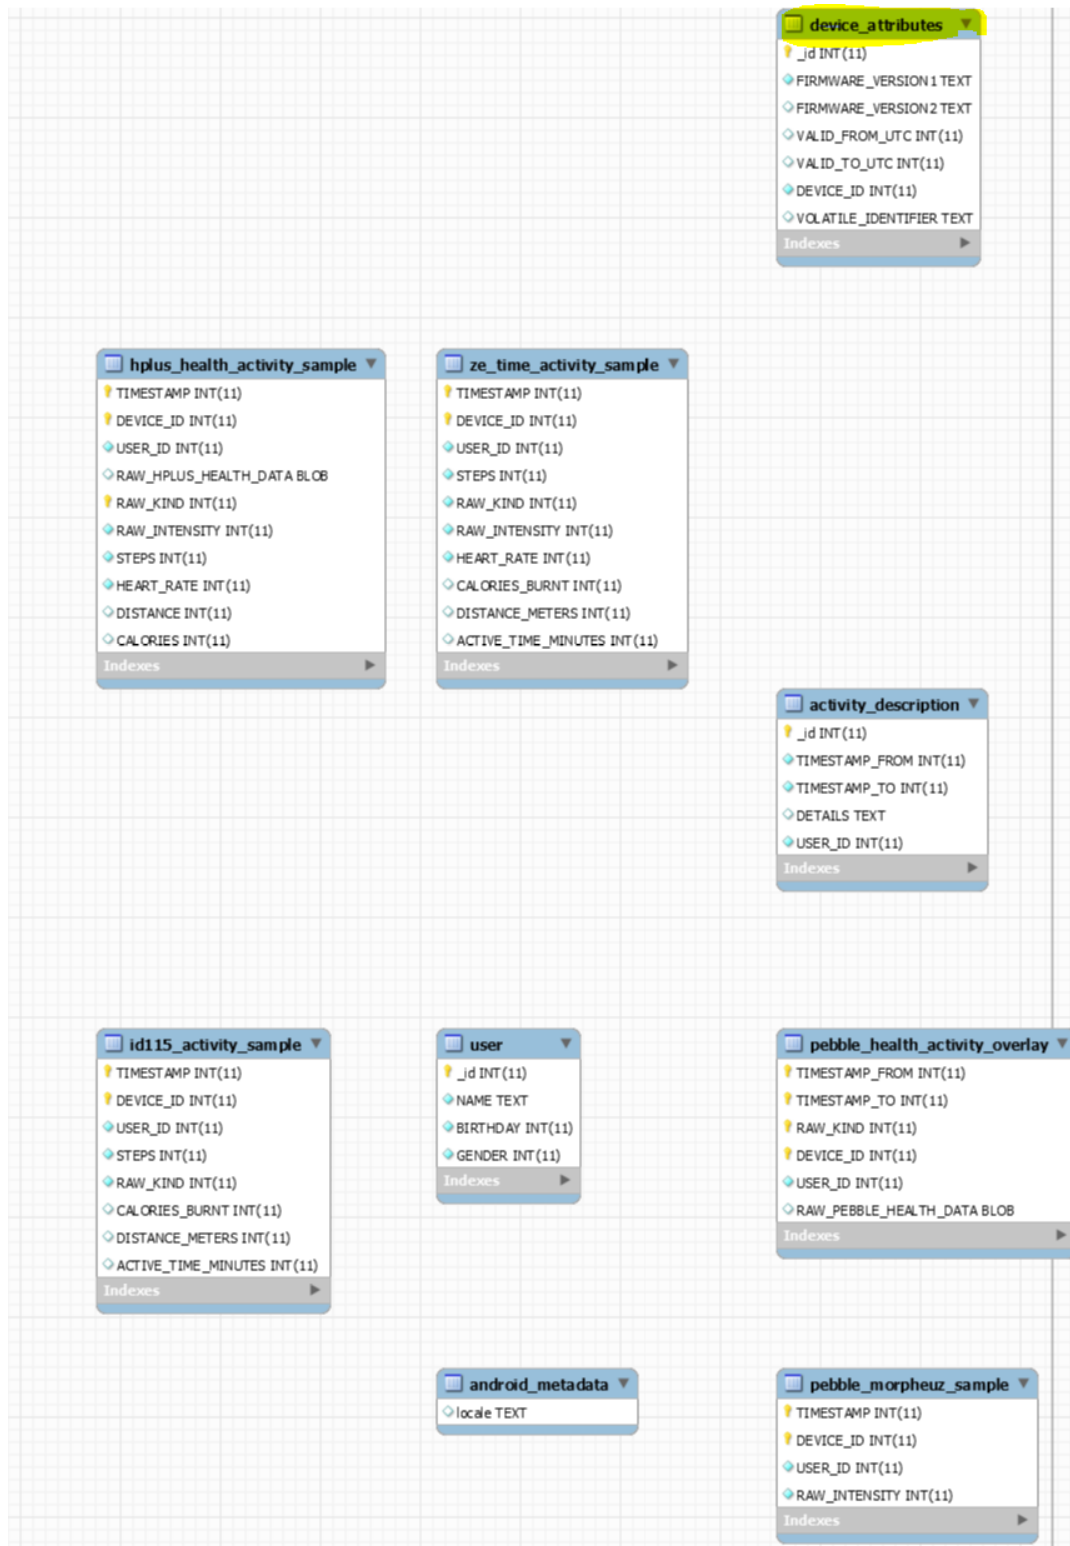 device_attributes
_id INT(11)
FIRMWARE_VERSION1 TEXT
FIRMWARE_VERSION2 TEXT
VALID_FROM_UTC INT(11)
VALID_TO_UTC INT(11)
DEVICE_ID INT(11)
VOLATILE_IDENTIFIER TEXT
Indexes
hplus_health_activity_sample
TIMESTAMP INT(11)
DEVICE_ID INT(11)
USER_ID INT(11)
RAW_HPLUS_HEALTH_DATA BLOB
RAW_KIND INT(11)
RAW_INTENSITY INT(11)
STEPS INT(11)
HEART_RATE INT(11)
DISTANCE INT(11)
CALORIES INT(11)
Indexes
ze_time_activity_sample
TIMESTAMP INT(11)
DEVICE_ID INT(11)
USER_ID INT(11)
STEPS INT(11)
RAW_KIND INT(11)
RAW_INTENSITY INT(11)
HEART_RATE INT(11)
CALORIES_BURNT INT(11)
DISTANCE_METERS INT(11)
ACTIVE_TIME_MINUTES INT(11)
Indexes
activity_description
_id INT(11)
TIMESTAMP_FROM INT(11)
TIMESTAMP_TO INT(11)
DETAILS TEXT
USER_ID INT(11)
Indexes
id115_activity_sample
TIMESTAMP INT(11)
DEVICE_ID INT(11)
USER_ID INT(11)
STEPS INT(11)
RAW_KIND INT(11)
CALORIES_BURNT INT(11)
DISTANCE_METERS INT(11)
ACTIVE_TIME_MINUTES INT(11)
Indexes
user
_id INT(11)
NAME TEXT
BIRTHDAY INT(11)
GENDER INT(11)
Indexes
pebble_health_activity_overlay
TIMESTAMP_FROM INT(11)
TIMESTAMP_TO INT(11)
RAW_KIND INT(11)
DEVICE_ID INT(11)
USER_ID INT(11)
RAW_PEBBLE_HEALTH_DATA BLOB
Indexes
android_metadata
locale TEXT
pebble_morpheuz_sample
TIMESTAMP INT(11)
DEVICE_ID INT(11)
USER_ID INT(11)
RAW_INTENSITY INT(11)
Indexes